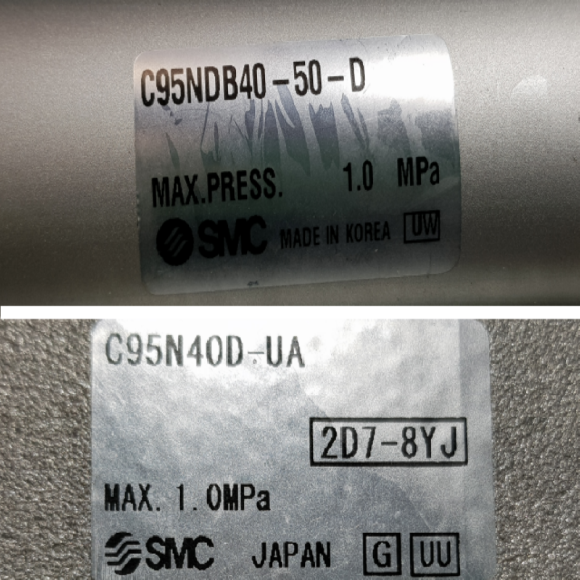 C95NDB40-50-D
MAX.PRESS. 1.0 MPa
SMC MADE IN KOREA UW
C95N40D-UA
2D7-8YJ
MAX. 1.0MPa
SMC JAPAN G UU